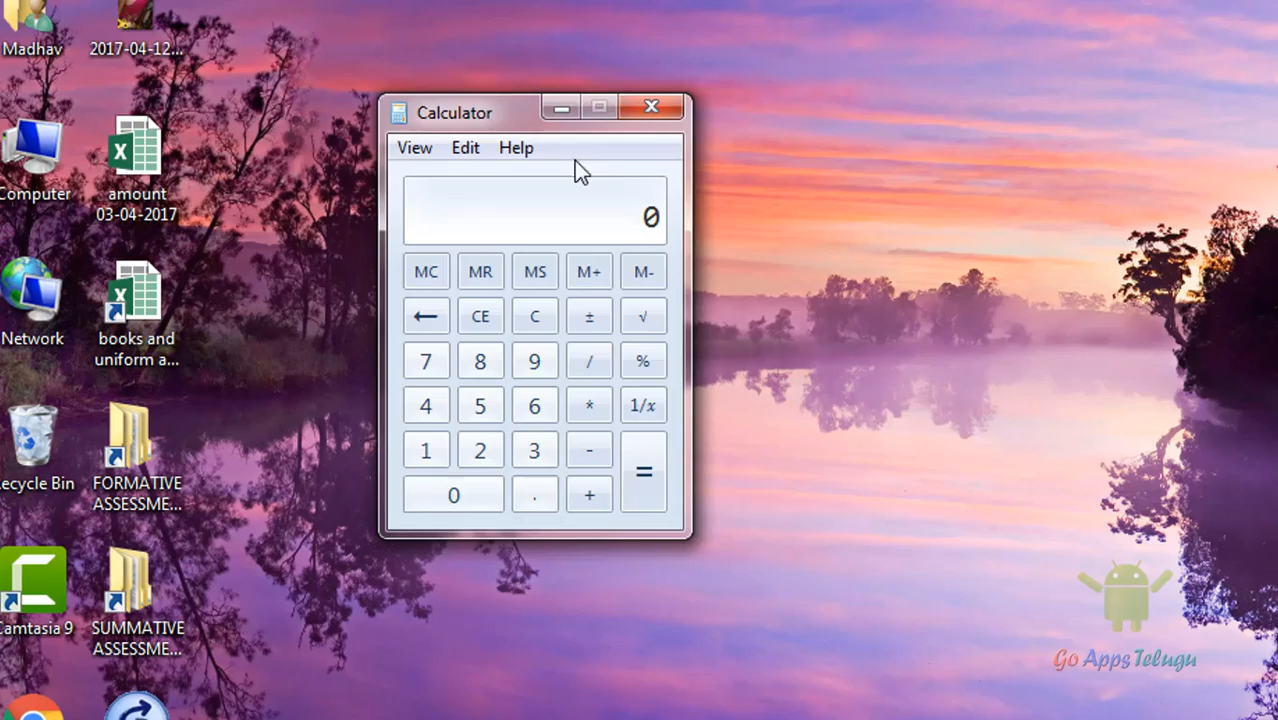 Madhav
2017-04-12...
Computer
amount
03-04-2017
Network
books and
uniform a...
ecycle Bin
FORMATIVE
ASSESSME...
Camtasia 9
SUMMATIVE
ASSESSME...
Calculator
View Edit Help
0
MC MR MS M+ M-
← CE C ± √
7 8 9 / %
4 5 6 * 1/x
1 2 3 - =
0 . +
Go Apps Telugu